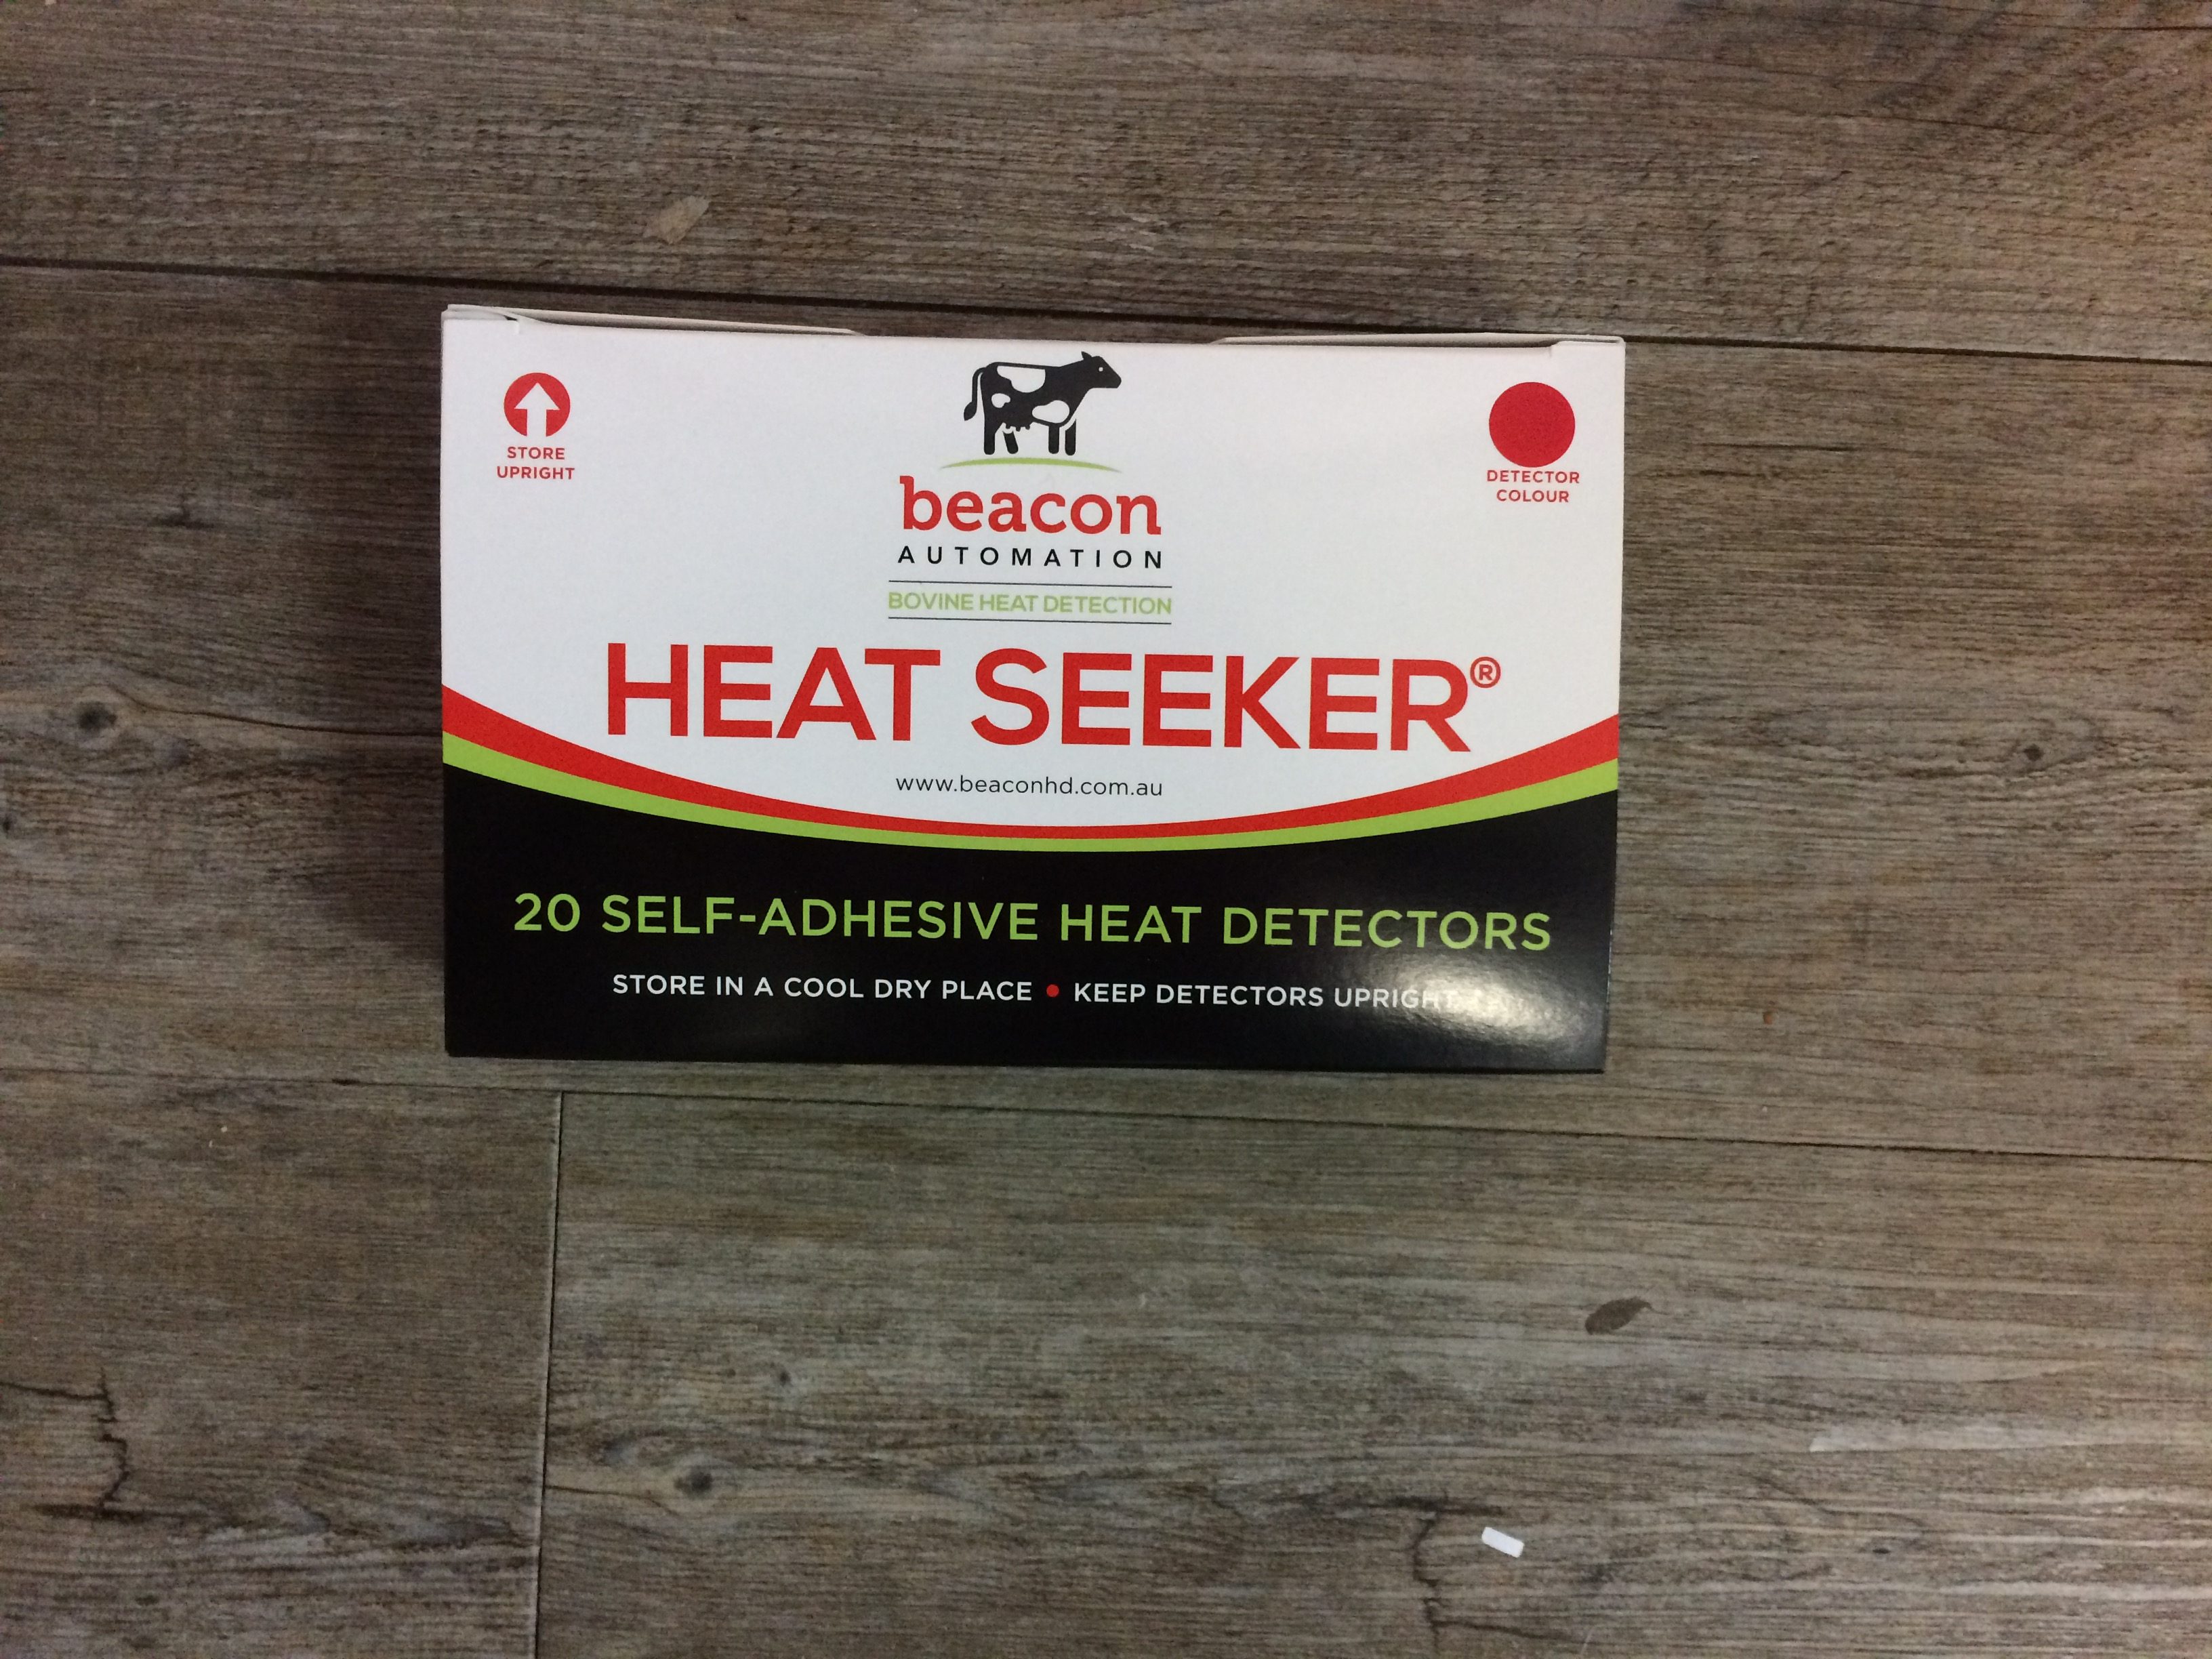 STORE
UPRIGHT
DETECTOR
COLOUR
beacon
AUTOMATION
BOVINE HEAT DETECTION
HEAT SEEKER®
www.beaconhd.com.au
20 SELF-ADHESIVE HEAT DETECTORS
STORE IN A COOL DRY PLACE • KEEP DETECTORS UPRIGHT